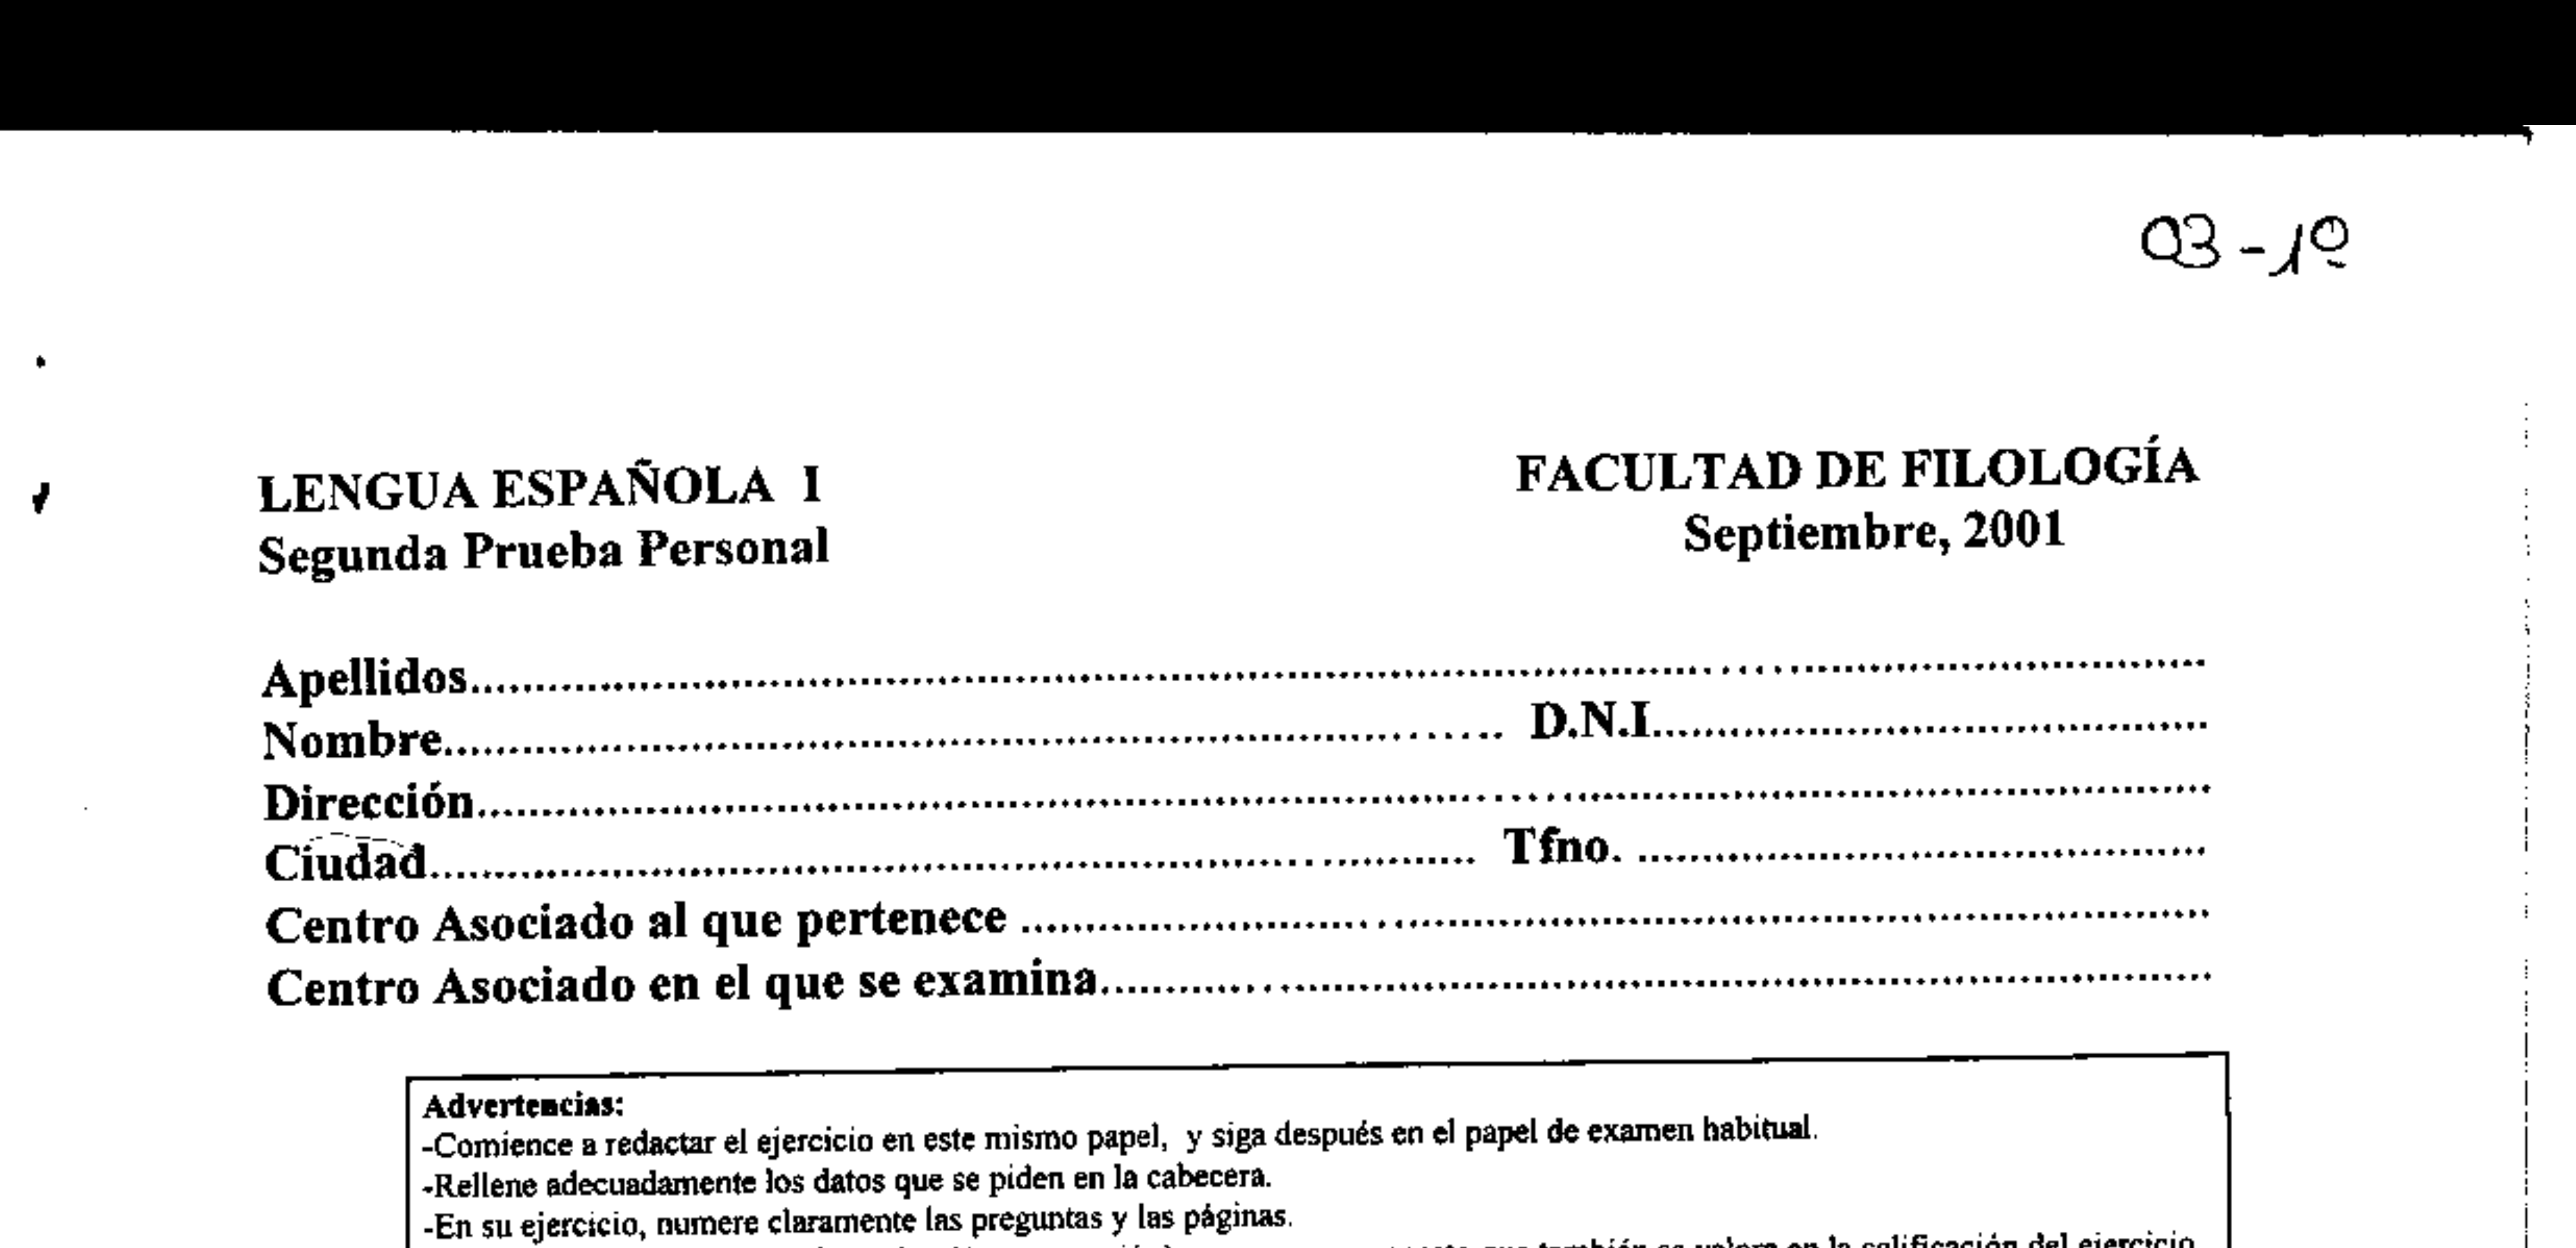 03-1º
LENGUA ESPAÑOLA I
Segunda Prueba Personal
FACULTAD DE FILOLOGÍA
Septiembre, 2001
Apellidos
Nombre D.N.I.
Dirección
Ciudad Tfno.
Centro Asociado al que pertenece
Centro Asociado en el que se examina
Advertencias:
-Comience a redactar el ejercicio en este mismo papel, y siga después en el papel de examen habitual.
-Rellene adecuadamente los datos que se piden en la cabecera.
-En su ejercicio, numere claramente las preguntas y las páginas.
que también se valora en la calificación del ejercicio